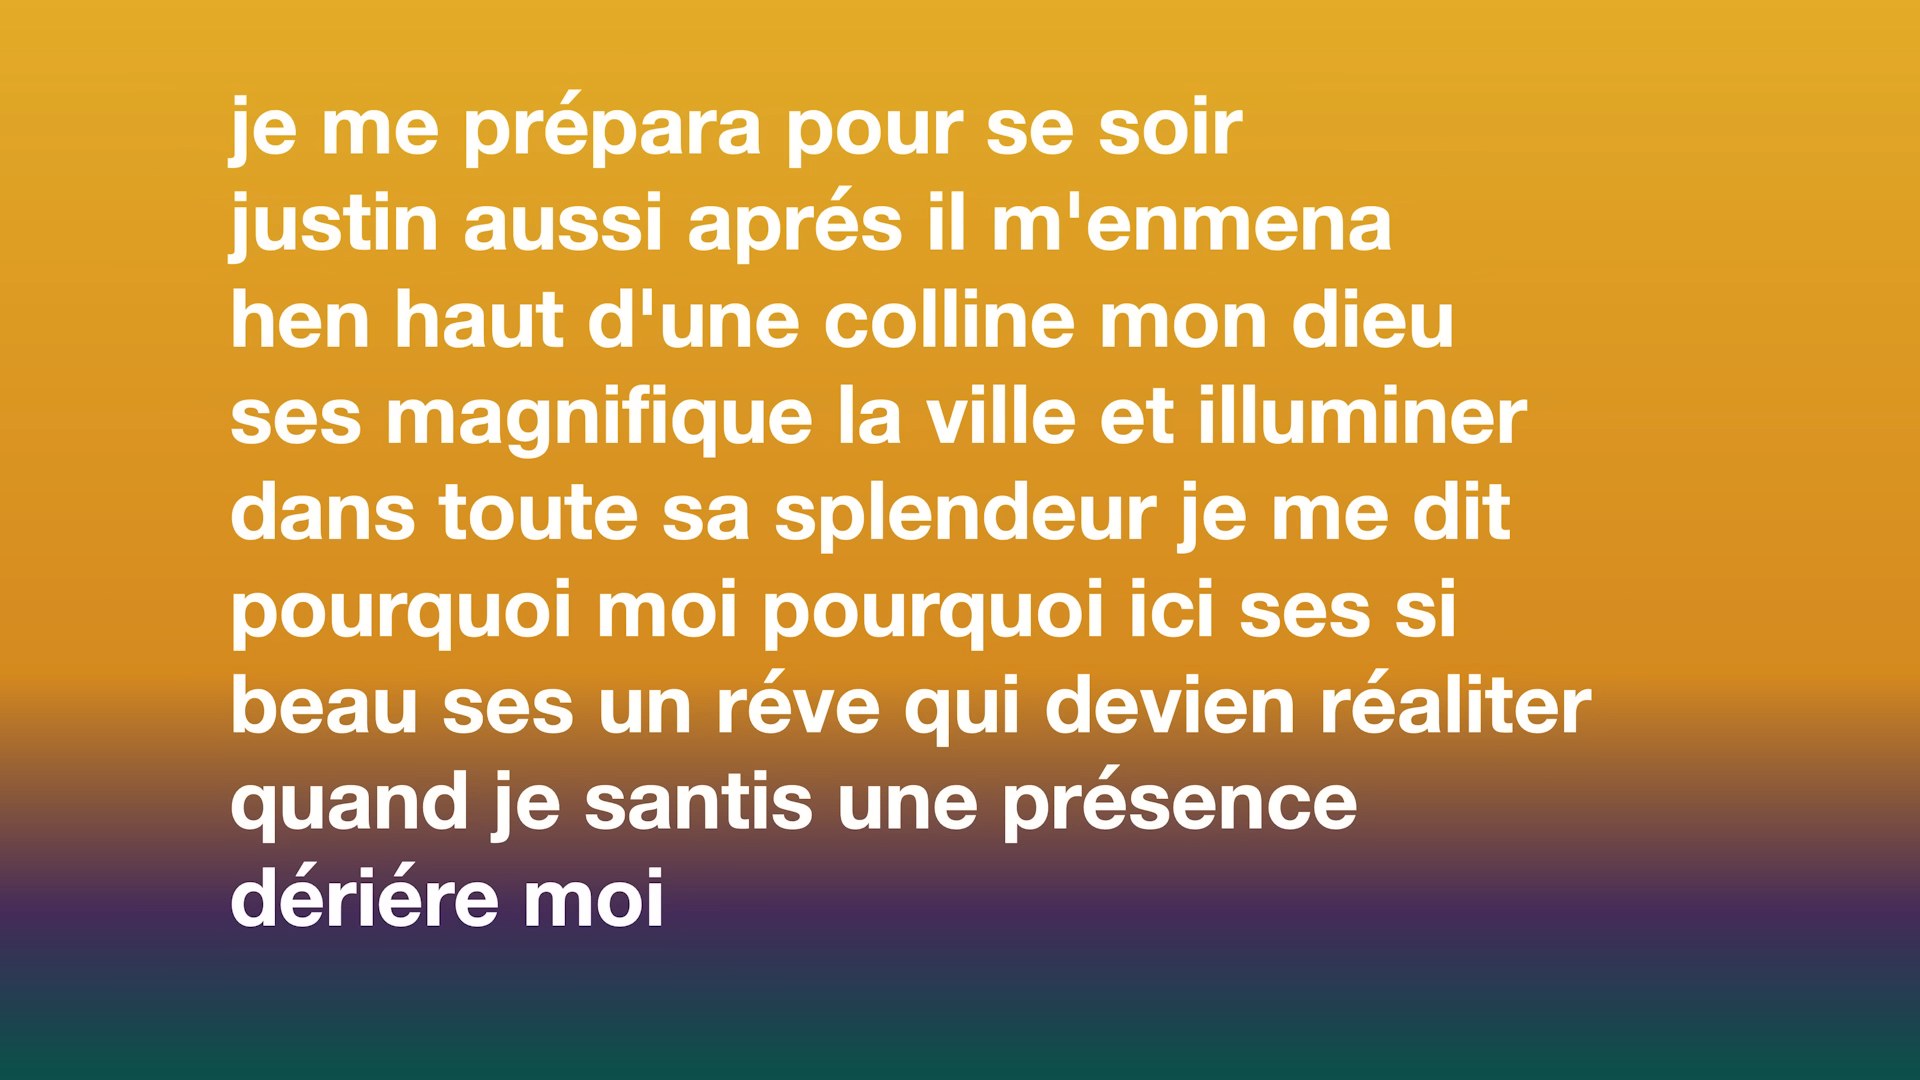 je me prépara pour se soir
justin aussi aprés il m'enmena
hen haut d'une colline mon dieu
ses magnifique la ville et illuminer
dans toute sa splendeur je me dit
pourquoi moi pourquoi ici ses si
beau ses un réve qui devien réaliter
quand je santis une présence
dériére moi